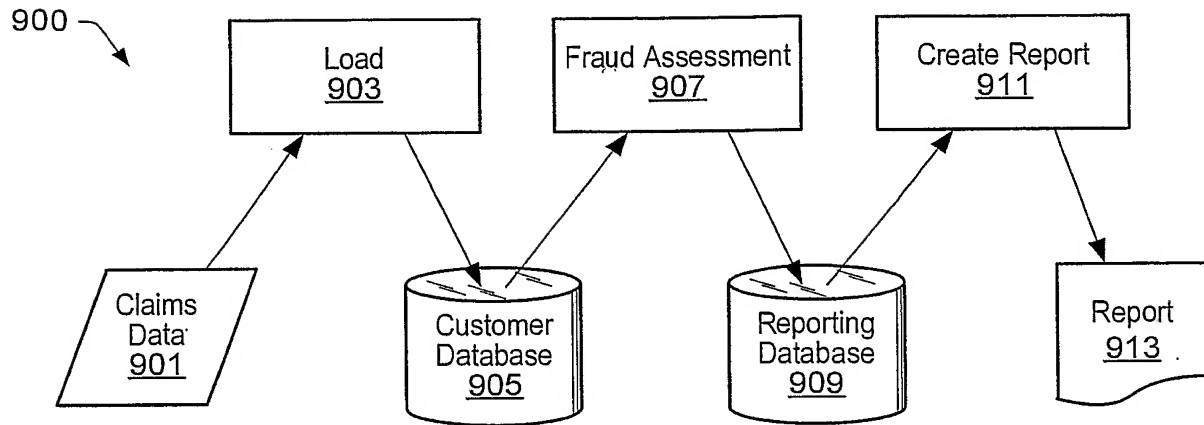 900
Load
903
Fraud Assessment
907
Create Report
911
Claims
Data
901
Customer
Database
905
Reporting
Database
909
Report
913